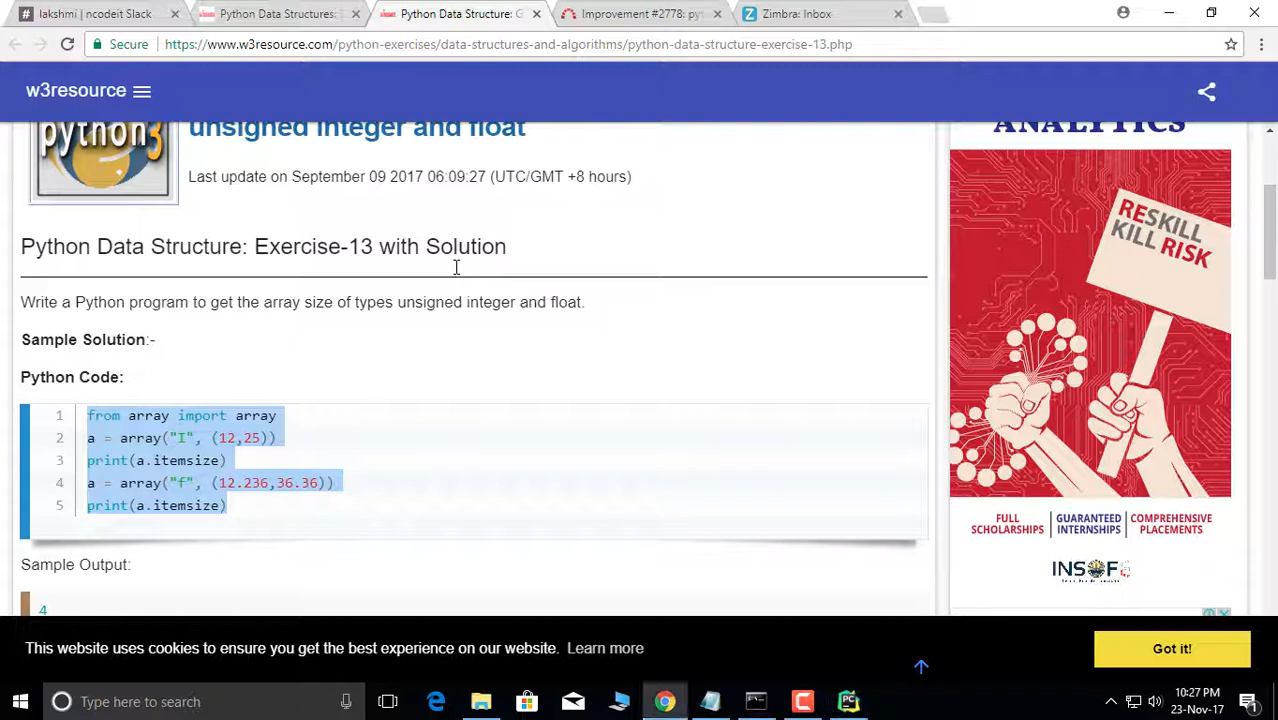 lakshmi | ncodeit Slack
Python Data Structures:
Python Data Structure: G
Improvement #2778: pyth
Zimbra: Inbox
Secure
https://www.w3resource.com/python-exercises/data-structures-and-algorithms/python-data-structure-exercise-13.php
w3resource
python3
unsigned integer and float
Last update on September 09 2017 06:09:27 (UTC/GMT +8 hours)
Python Data Structure: Exercise-13 with Solution
Write a Python program to get the array size of types unsigned integer and float.
Sample Solution:-
Python Code:
1 from array import array
2 a = array("I", (12,25))
3 print(a.itemsize)
4 a = array("f", (12.236,36.36))
5 print(a.itemsize)
Sample Output:
4
ANALYTICS
RESKILL
KILL RISK
FULL SCHOLARSHIPS
GUARANTEED INTERNSHIPS
COMPREHENSIVE PLACEMENTS
INSOFE
This website uses cookies to ensure you get the best experience on our website. Learn more
Got it!
Type here to search
10:27 PM
23-Nov-17